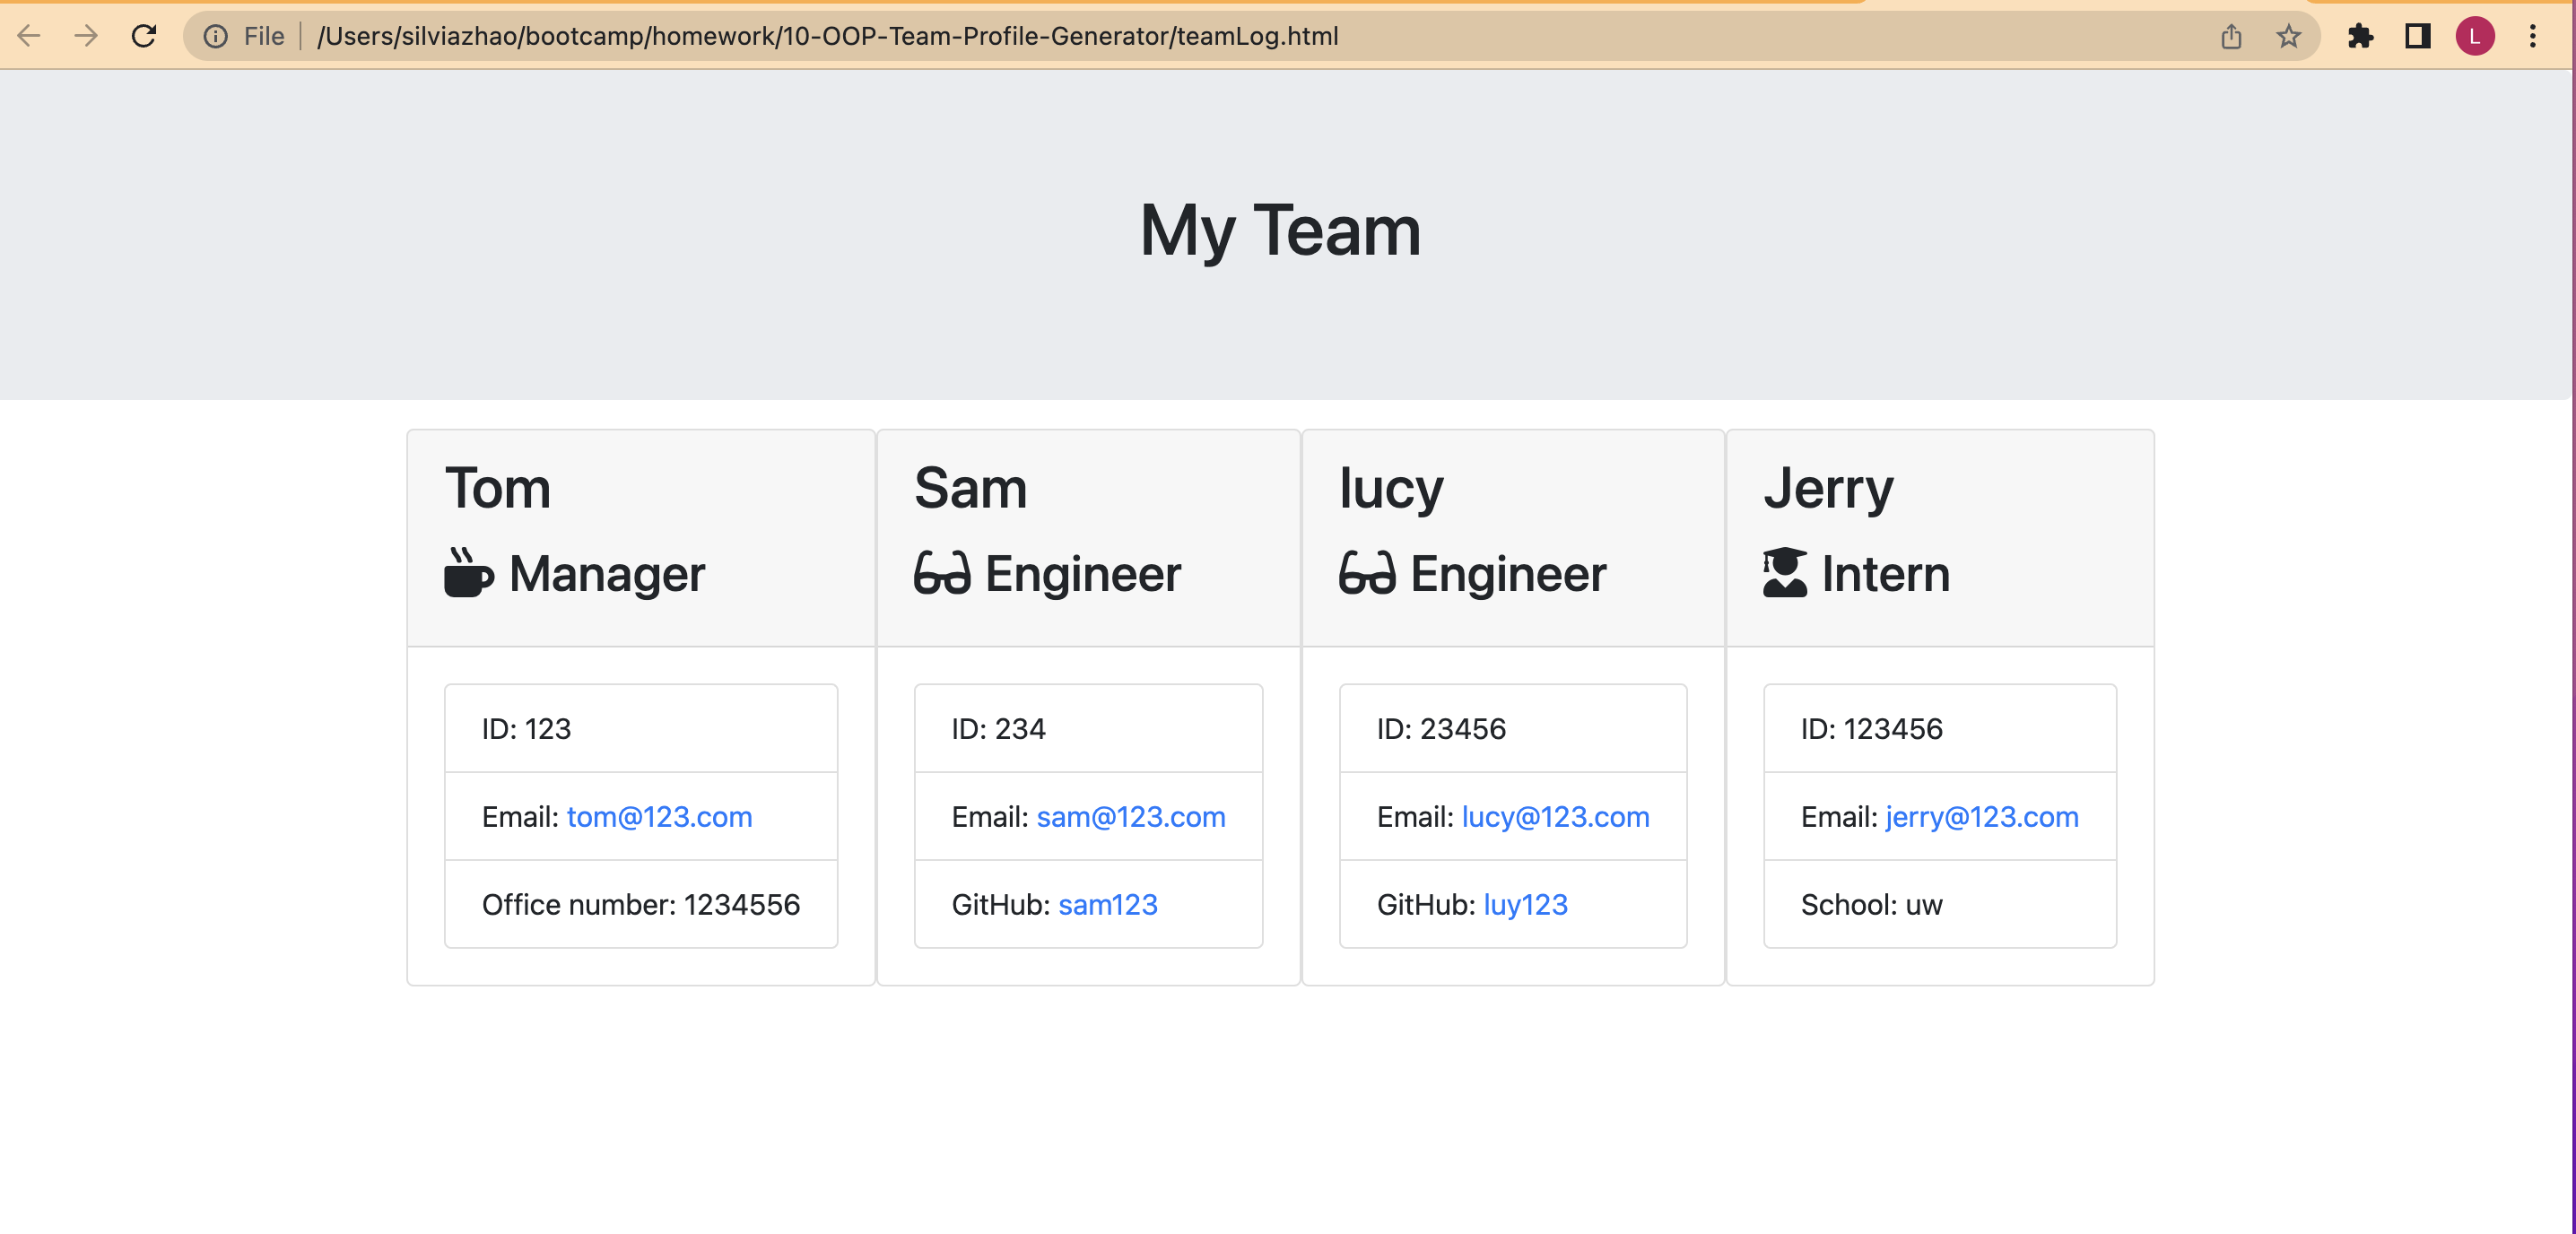 File /Users/silviazhao/bootcamp/homework/10-OOP-Team-Profile-Generator/teamLog.html
L
My Team
Tom
Manager
ID: 123
Email: tom@123.com
Office number: 1234556
Sam
Engineer
ID: 234
Email: sam@123.com
GitHub: sam123
lucy
Engineer
ID: 23456
Email: lucy@123.com
GitHub: luy123
Jerry
Intern
ID: 123456
Email: jerry@123.com
School: uw